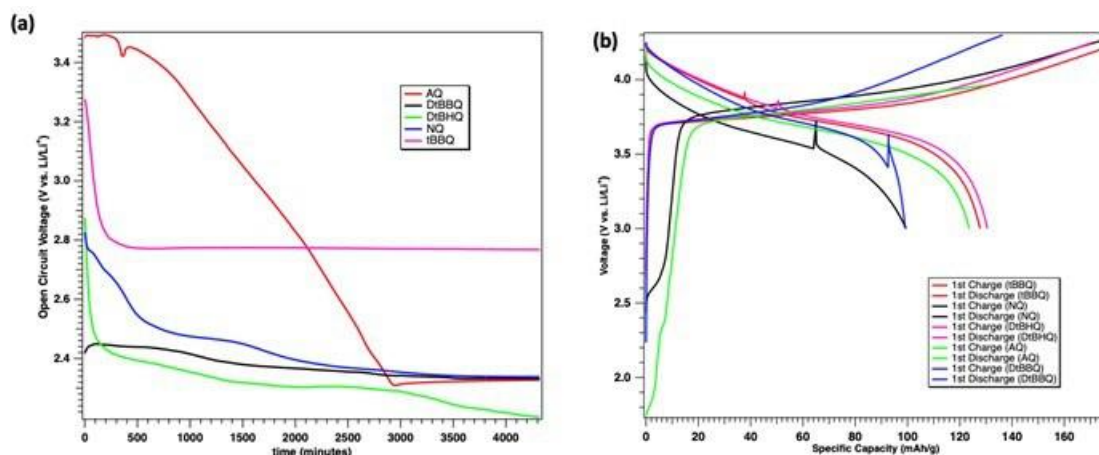 (a)
Open Circuit Voltage (V vs. Li/Li+)
3.4
3.2
3.0
2.8
2.6
2.4
AQ
DtBBQ
DtBHQ
NQ
tBBQ
0 500 1000 1500 2000 2500 3000 3500 4000
time (minutes)
(b)
Voltage (V vs. Li/Li+)
4.0
3.5
3.0
2.5
2.0
1st Charge (tBBQ)
1st Discharge (tBBQ)
1st Charge (NQ)
1st Discharge (NQ)
1st Charge (DtBHQ)
1st Discharge (DtBHQ)
1st Charge (AQ)
1st Discharge (AQ)
1st Charge (DtBBQ)
1st Discharge (DtBBQ)
0 20 40 60 80 100 120 140 160
Specific Capacity (mAh/g)